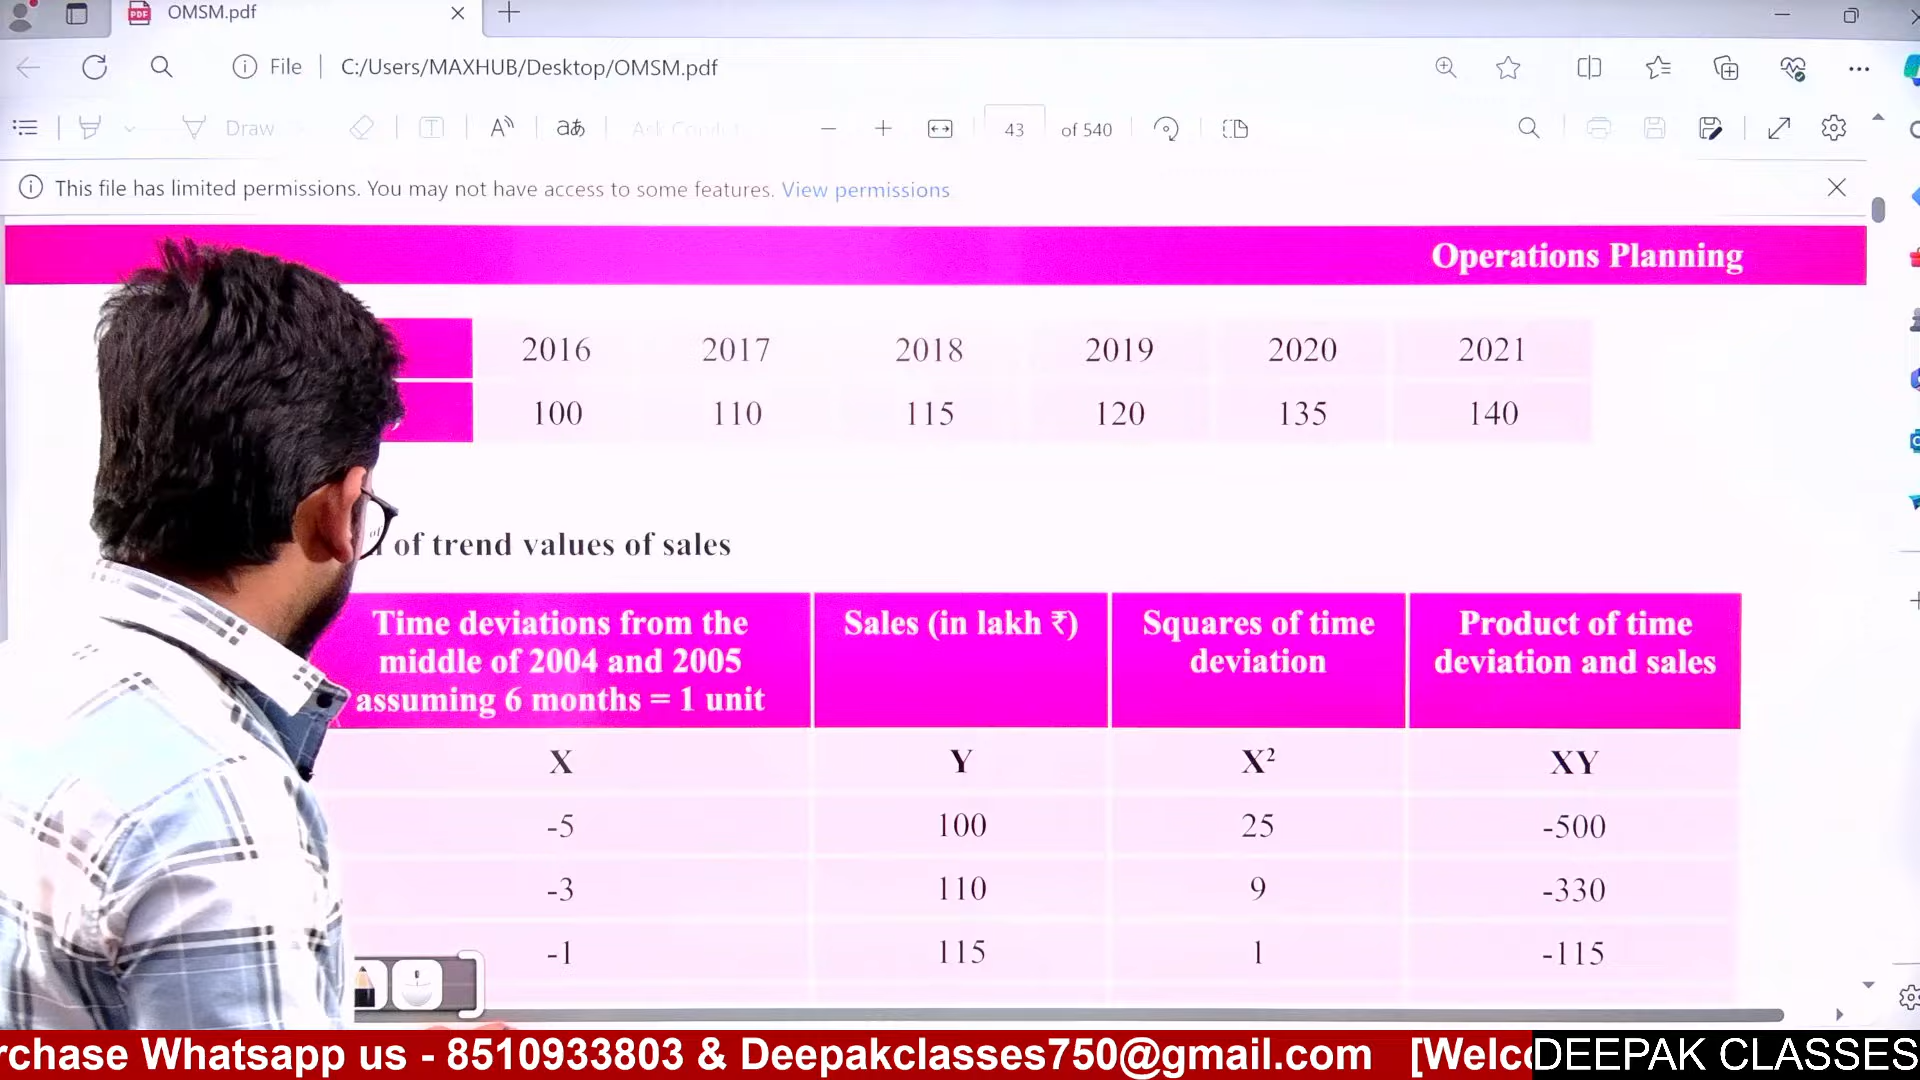 OMSM.pdf
File
C:/Users/MAXHUB/Desktop/OMSM.pdf
Draw
43 of 540
This file has limited permissions. You may not have access to some features. View permissions
Operations Planning
2016 2017 2018 2019 2020 2021
100 110 115 120 135 140
of trend values of sales
Time deviations from the middle of 2004 and 2005 assuming 6 months = 1 unit
Sales (in lakh ₹)
Squares of time deviation
Product of time deviation and sales
X Y X² XY
-5 100 25 -500
-3 110 9 -330
-1 115 1 -115
rchase Whatsapp us - 8510933803 & Deepakclasses750@gmail.com [Welc
DEEPAK CLASSES